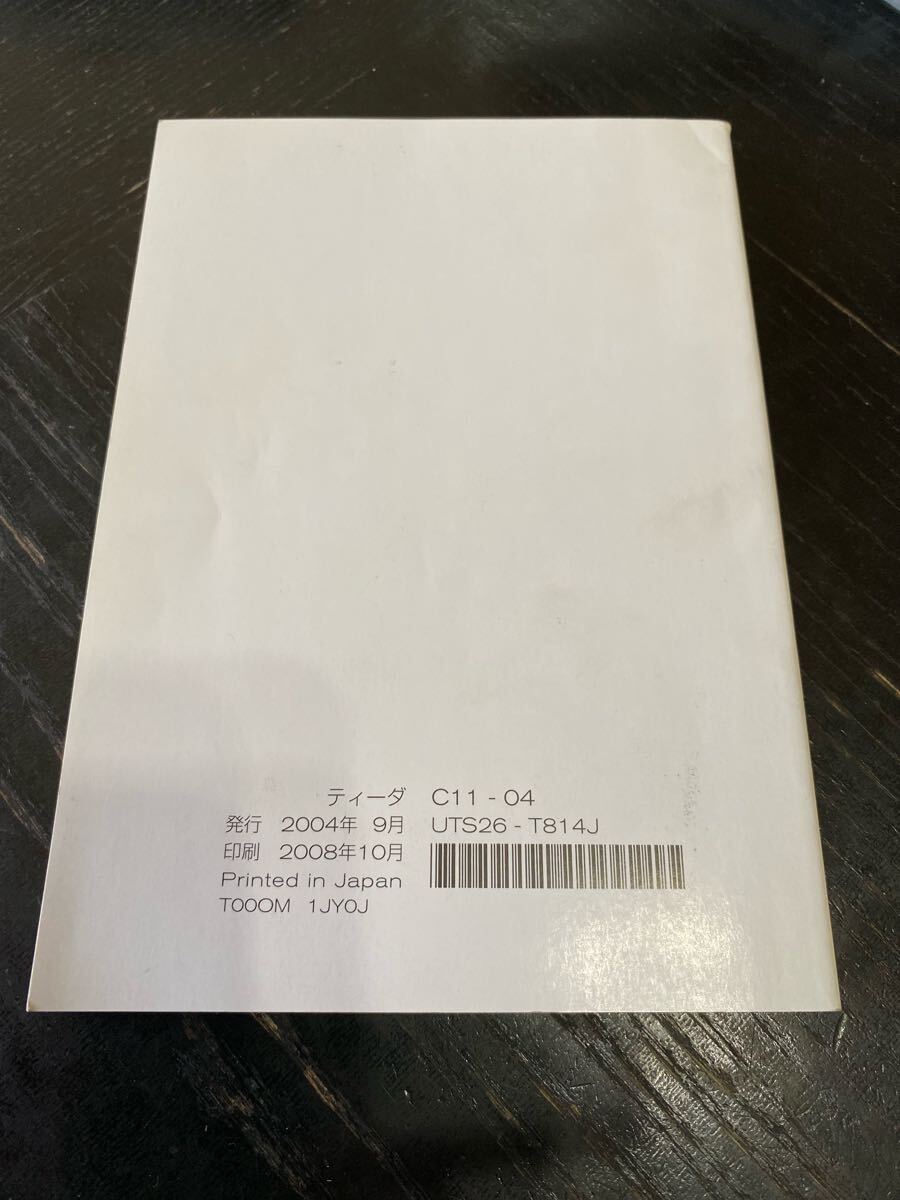 ティーダ C11-04
発行 2004年 9月 UTS26-T814J
印刷 2008年10月
Printed in Japan
T00OM 1JY0J